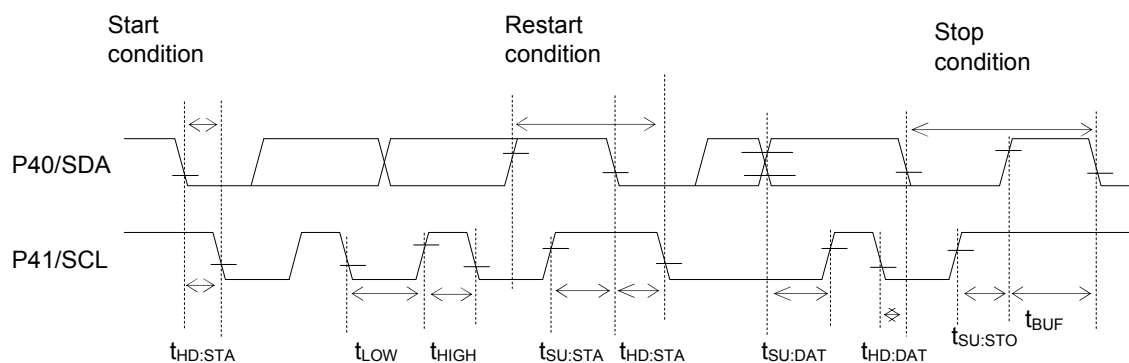 Start
condition
Restart
condition
Stop
condition
P40/SDA
P41/SCL
tHD:STA tLOW tHIGH tSU:STA tHD:STA tSU:DAT tHD:DAT tSU:STO tBUF